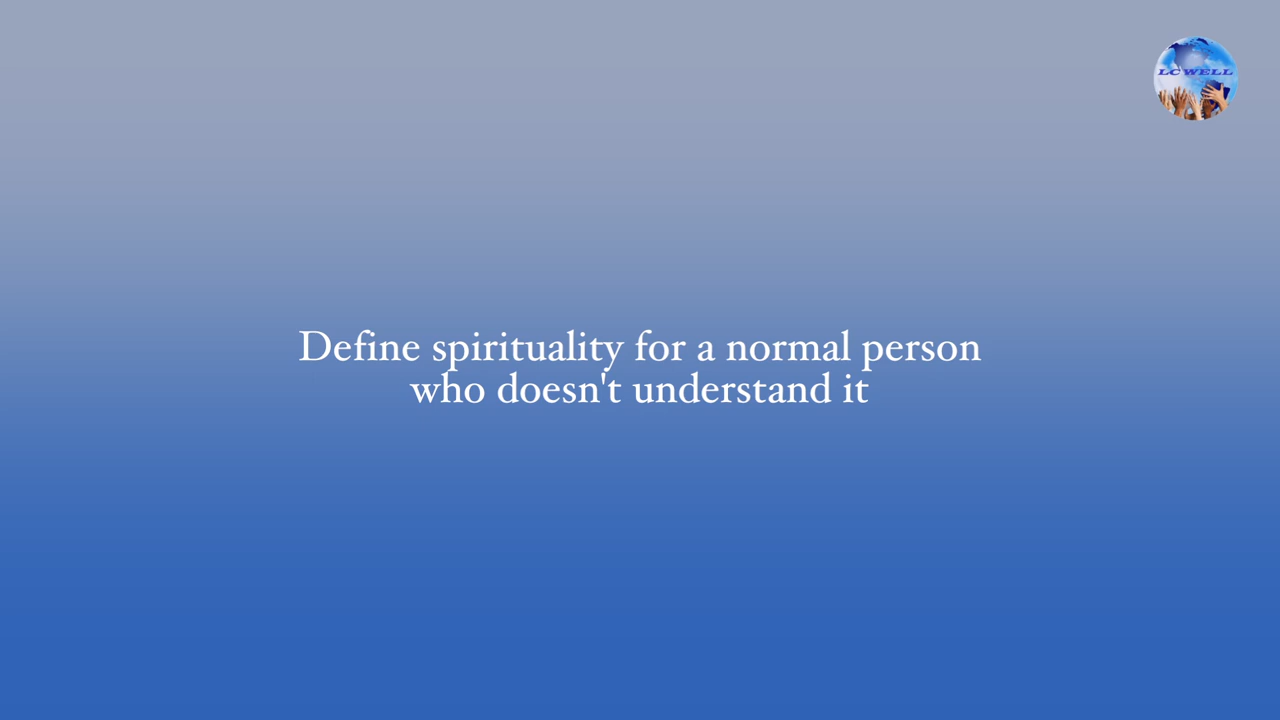 LC WELL
Define spirituality for a normal person
who doesn't understand it